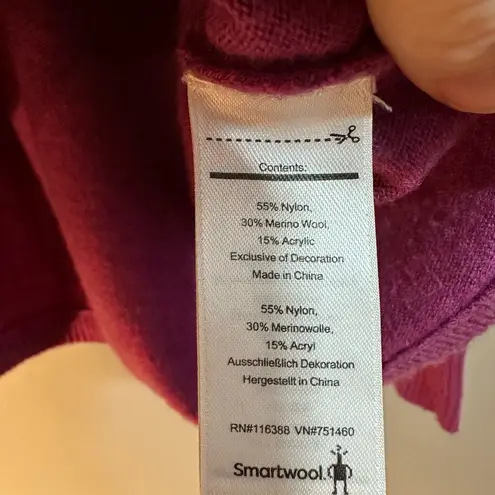 Contents:
55% Nylon,
30% Merino Wool,
15% Acrylic
Exclusive of Decoration
Made in China
55% Nylon,
30% Merinowolle,
15% Acryl
Ausschließlich Dekoration
Hergestellt in China
RN#116388 VN#751460
Smartwool